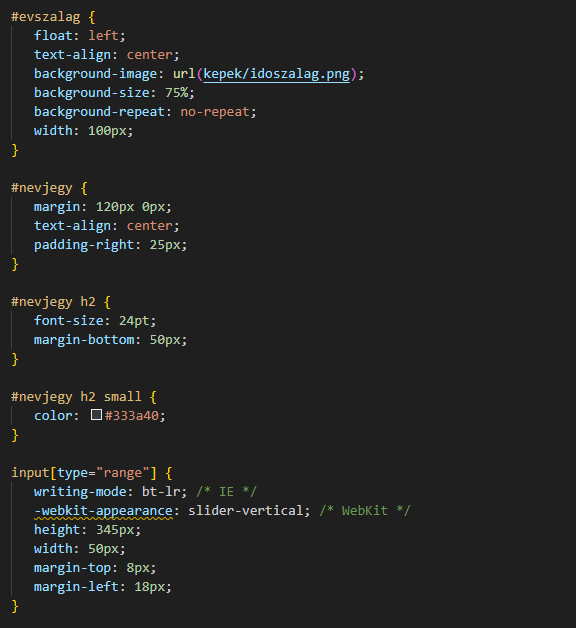 #evszalag {
float: left;
text-align: center;
background-image: url(kepek/idoszalag.png);
background-size: 75%;
background-repeat: no-repeat;
width: 100px;
}
#nevjegy {
margin: 120px 0px;
text-align: center;
padding-right: 25px;
}
#nevjegy h2 {
font-size: 24pt;
margin-bottom: 50px;
}
#nevjegy h2 small {
color: #333a40;
}
input[type="range"] {
writing-mode: bt-lr; /* IE */
-webkit-appearance: slider-vertical; /* WebKit */
height: 345px;
width: 50px;
margin-top: 8px;
margin-left: 18px;
}